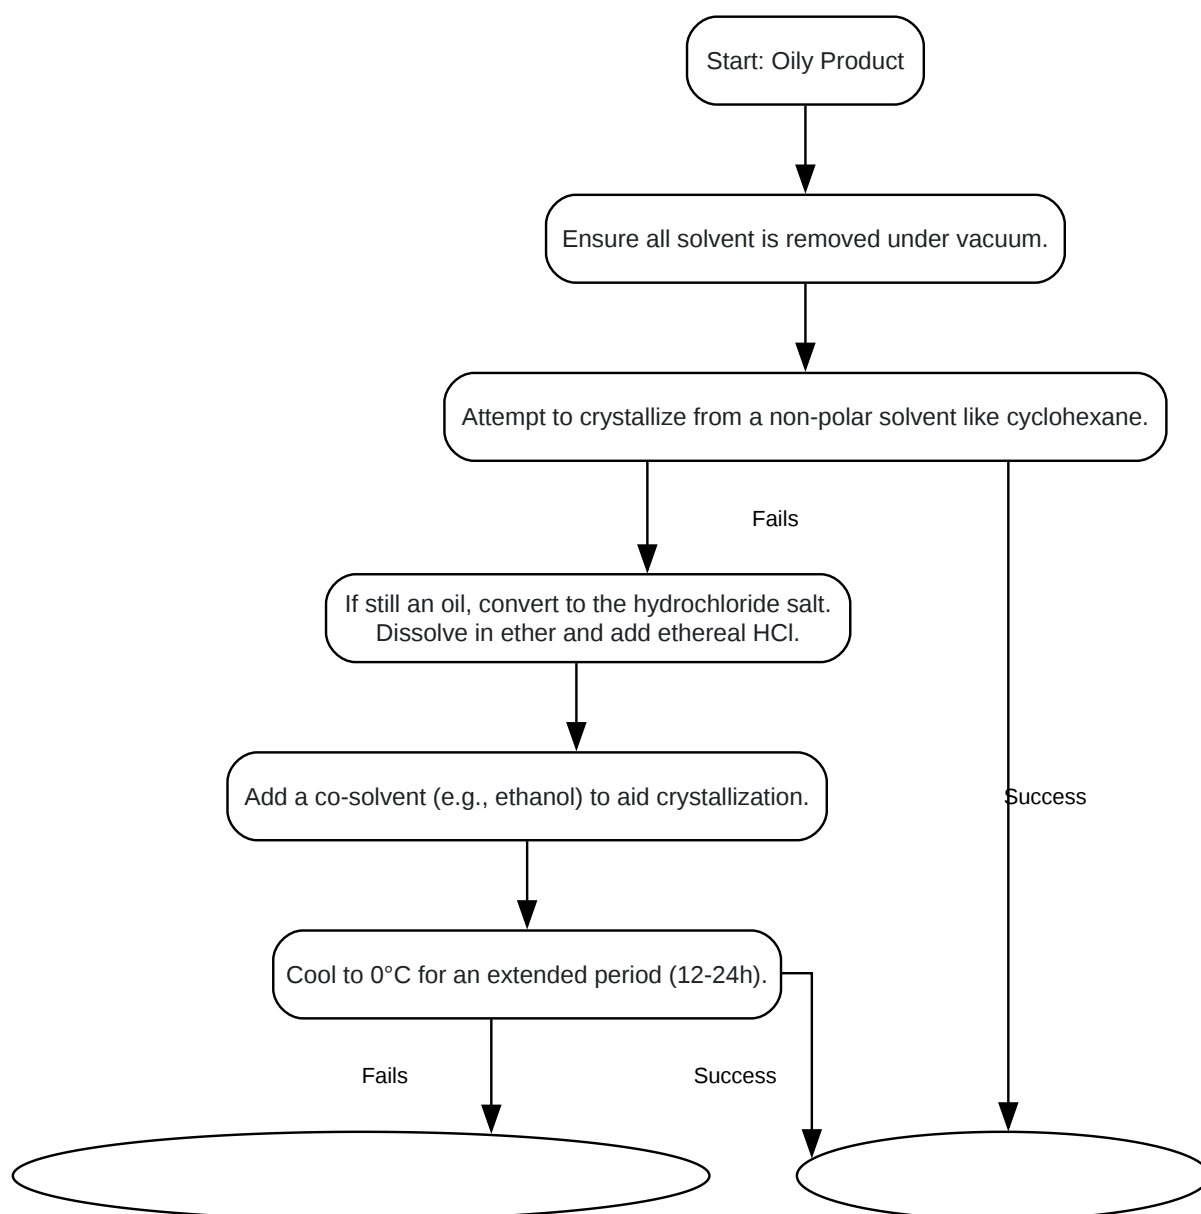 Start: Oily Product
Ensure all solvent is removed under vacuum.
Attempt to crystallize from a non-polar solvent like cyclohexane.
Fails
If still an oil, convert to the hydrochloride salt.
Dissolve in ether and add ethereal HCl.
Add a co-solvent (e.g., ethanol) to aid crystallization.
Success
Cool to 0°C for an extended period (12-24h).
Fails
Success